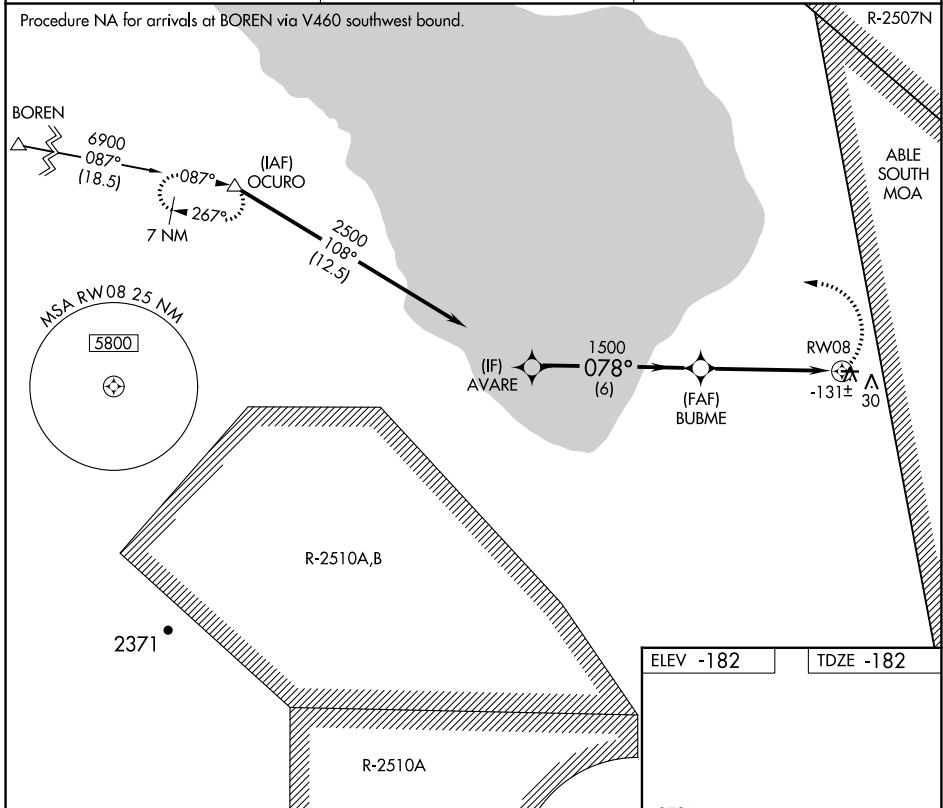 Procedure NA for arrivals at BOREN via V460 southwest bound.
R-2507N
BOREN
6900
087°
(18.5)
087°
(IAF)
OCURO
267°
7 NM
2500
108°
(12.5)
ABLE
SOUTH
MOA
MSA RW08 25 NM
5800
(IF)
AVARE
1500
078°
(6)
(FAF)
BUBME
RW08
-131±
30
R-2510A,B
2371
ELEV -182
TDZE -182
R-2510A